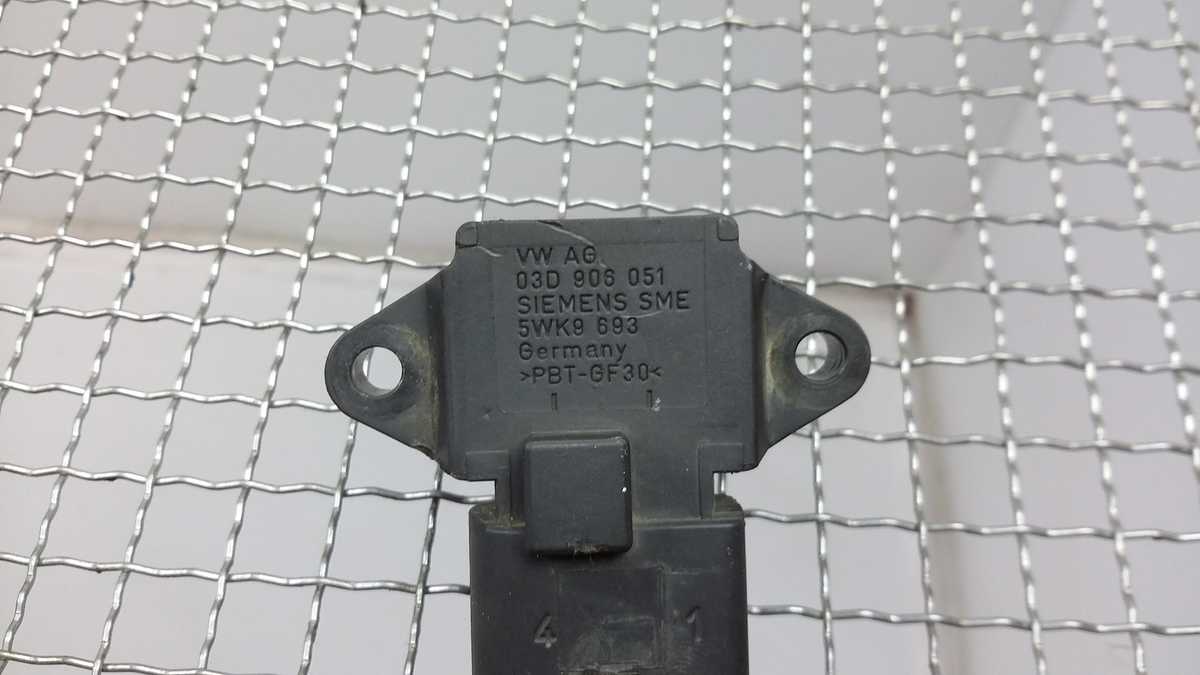 VW AG
03D 906 051
SIEMENS SME
5WK9 693
Germany
>PBT-GF30<
4 1